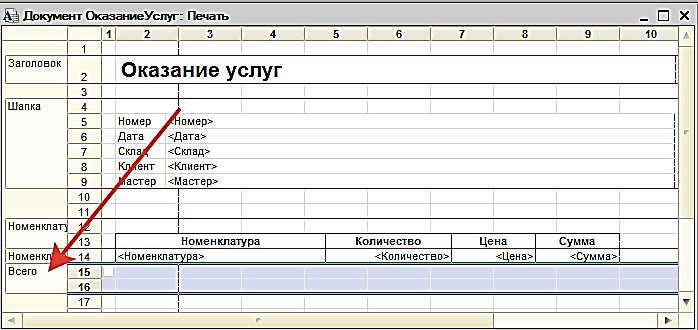 Документ ОказаниеУслуг: Печать
1 2 3 4 5 6 7 8 9 10
1
Заголовок
2 Оказание услуг
3
Шапка 4
5 Номер <Номер>
6 Дата <Дата>
7 Склад <Склад>
8 Клиент <Клиент>
9 Мастер <Мастер>
10
11
Номенклату 12
13 Номенклатура Количество Цена Сумма
Номенкл 14 <Номенклатура> <Количество> <Цена> <Сумма>
Всего 15
16
17